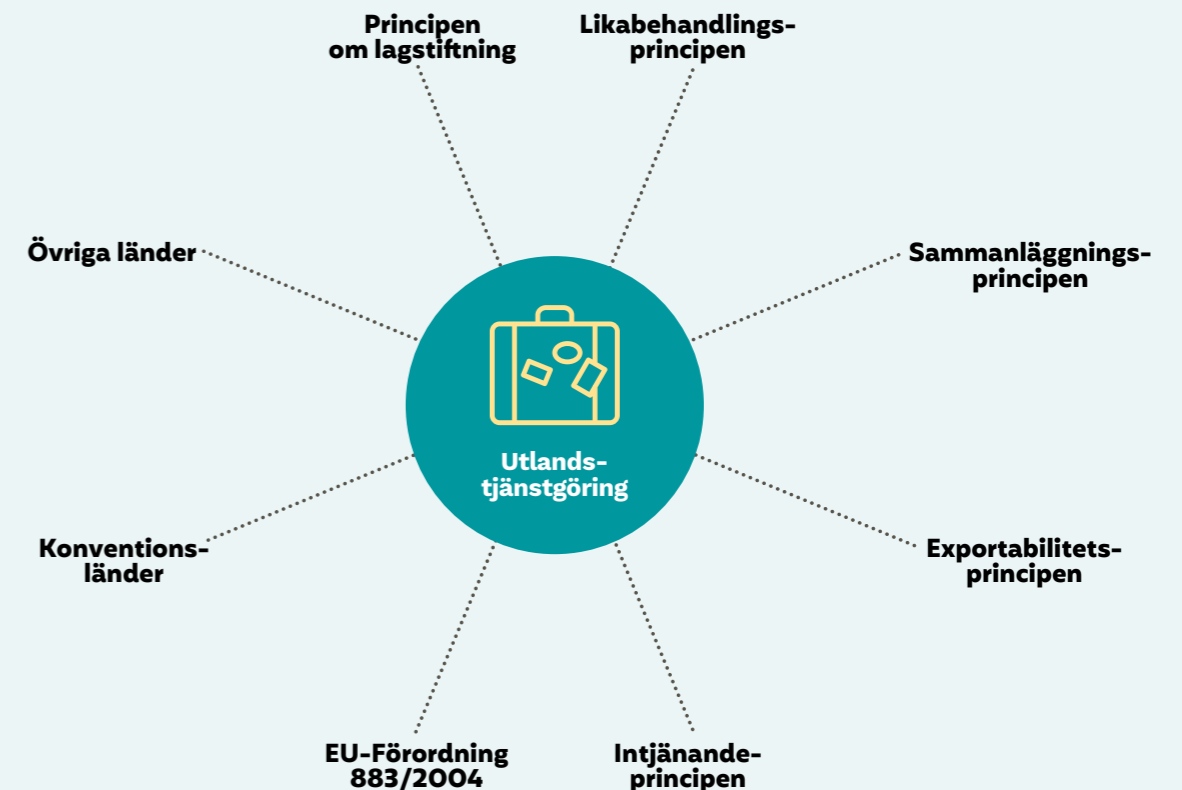 Principen
om lagstiftning
Likabehandlings-
principen
Övriga länder
Sammanläggnings-
principen
Utlands-
tjänstgöring
Konventions-
länder
Exportabilitets-
principen
EU-Förordning
883/2004
Intjänande-
principen